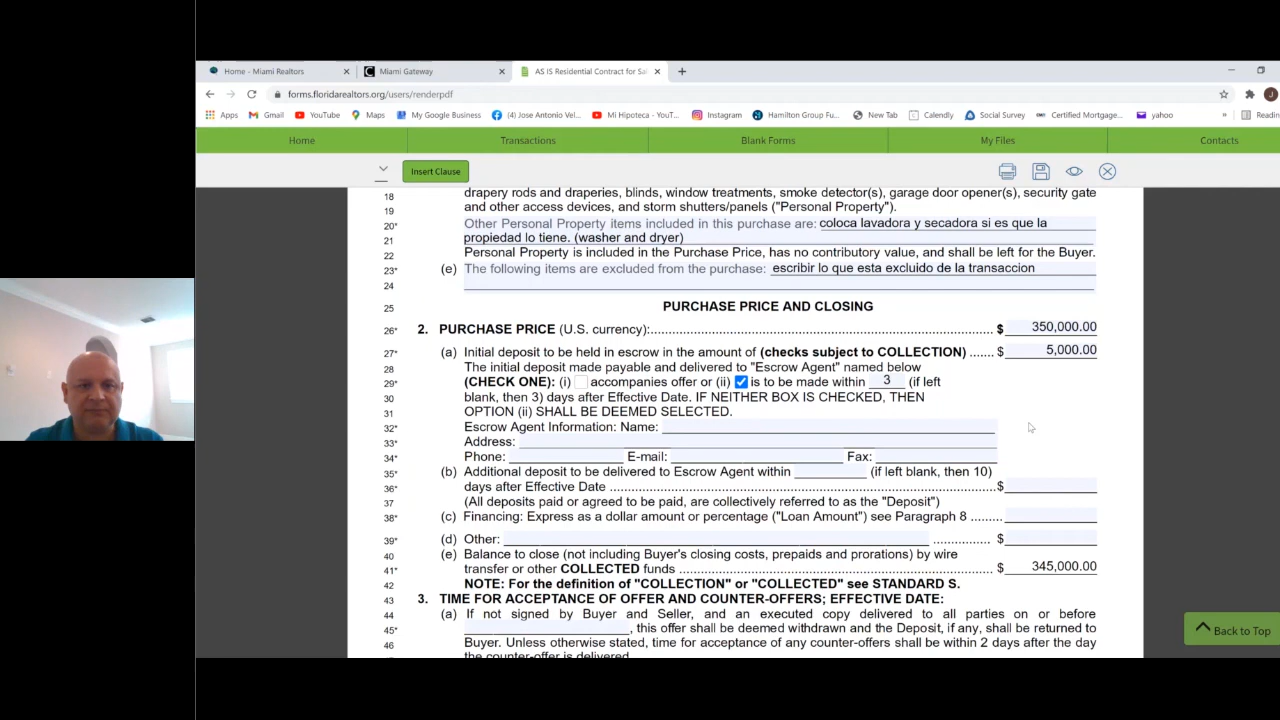 Home - Miami Realtors
Miami Gateway
AS IS Residential Contract for Sa
forms.floridarealtors.org/users/renderpdf
J
Apps Gmail YouTube Maps My Google Business (4) Jose Antonio Vel... Mi Hipoteca - YouT... Instagram Hamilton Group Fu... New Tab Calendly Social Survey Certified Mortgage... yahoo » Readin
Home Transactions Blank Forms My Files Contacts
Insert Clause
18 drapery rods and draperies, blinds, window treatments, smoke detector(s), garage door opener(s), security gate
19 and other access devices, and storm shutters/panels ("Personal Property").
20* Other Personal Property items included in this purchase are: coloca lavadora y secadora si es que la
21 propiedad lo tiene. (washer and dryer)
22 Personal Property is included in the Purchase Price, has no contributory value, and shall be left for the Buyer.
23* (e) The following items are excluded from the purchase: escribir lo que esta excluido de la transaccion
24
25 PURCHASE PRICE AND CLOSING
26* 2. PURCHASE PRICE (U.S. currency):.......... $ 350,000.00
27* (a) Initial deposit to be held in escrow in the amount of (checks subject to COLLECTION) ....... $ 5,000.00
28 The initial deposit made payable and delivered to "Escrow Agent" named below
29* (CHECK ONE): (i) accompanies offer or (ii) is to be made within 3 (if left
30 blank, then 3) days after Effective Date. IF NEITHER BOX IS CHECKED, THEN
31 OPTION (ii) SHALL BE DEEMED SELECTED.
32* Escrow Agent Information: Name:
33* Address:
34* Phone: E-mail: Fax:
35* (b) Additional deposit to be delivered to Escrow Agent within (if left blank, then 10)
36* days after Effective Date .......... $
37 (All deposits paid or agreed to be paid, are collectively referred to as the "Deposit")
38* (c) Financing: Express as a dollar amount or percentage ("Loan Amount") see Paragraph 8 .........
39* (d) Other: ............... $
40 (e) Balance to close (not including Buyer's closing costs, prepaids and prorations) by wire
41* transfer or other COLLECTED funds .......... $ 345,000.00
42 NOTE: For the definition of "COLLECTION" or "COLLECTED" see STANDARD S.
43 3. TIME FOR ACCEPTANCE OF OFFER AND COUNTER-OFFERS; EFFECTIVE DATE:
44 (a) If not signed by Buyer and Seller, and an executed copy delivered to all parties on or before
45* , this offer shall be deemed withdrawn and the Deposit, if any, shall be returned to
46 Buyer. Unless otherwise stated, time for acceptance of any counter-offers shall be within 2 days after the day
the counter-offer is delivered.
Back to Top